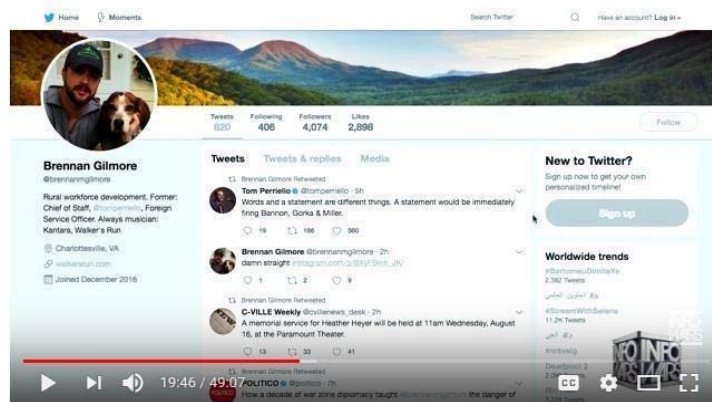 Home
Moments
Search Twitter
Have an account? Log in
Tweets
Following
Followers
Likes
620
406
4,074
2,898
Follow
Brennan Gilmore
@brennanmgilmore
Rural workforce development. Former:
Chief of Staff, @tomperriello, Foreign
Service Officer. Always musician:
Kantara, Walker's Run
Charlottesville, VA
walkersrun.com
Joined December 2016
Tweets
Tweets & replies
Media
Brennan Gilmore Retweeted
Tom Perriello @tomperriello · 5h
Words and a statement are different things. A statement would be immediately
firing Bannon, Gorka & Miller.
19
186
560
Brennan Gilmore @brennanmgilmore · 2h
damn straight
1
2
9
Brennan Gilmore Retweeted
C-VILLE Weekly @cvillenews_desk · 2h
A memorial service for Heather Heyer will be held at 11am Wednesday, August
16, at the Paramount Theater.
13
33
41
Brennan Gilmore Retweeted
POLITICO @politico · 7h
How a decade of war zone diplomacy taught @brennanmgilmore the danger of
New to Twitter?
Sign up now to get your own
personalized timeline!
Sign up
Worldwide trends
#BartomeuDimiteYa
2,382 Tweets
#StreamWithSelena
11.2K Tweets
Deadpool 2
INFO
WARS
19:46 / 49:07
CC